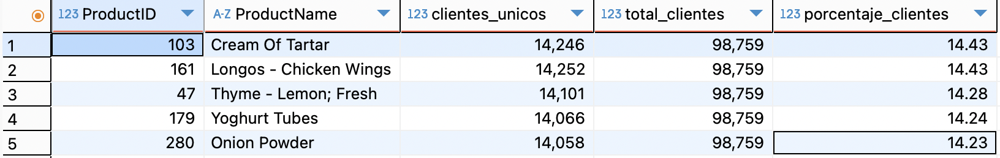 123 ProductID A-Z ProductName 123 clientes_unicos 123 total_clientes 123 porcentaje_clientes
1 103 Cream Of Tartar 14,246 98,759 14.43
2 161 Longos - Chicken Wings 14,252 98,759 14.43
3 47 Thyme - Lemon; Fresh 14,101 98,759 14.28
4 179 Yoghurt Tubes 14,066 98,759 14.24
5 280 Onion Powder 14,058 98,759 14.23